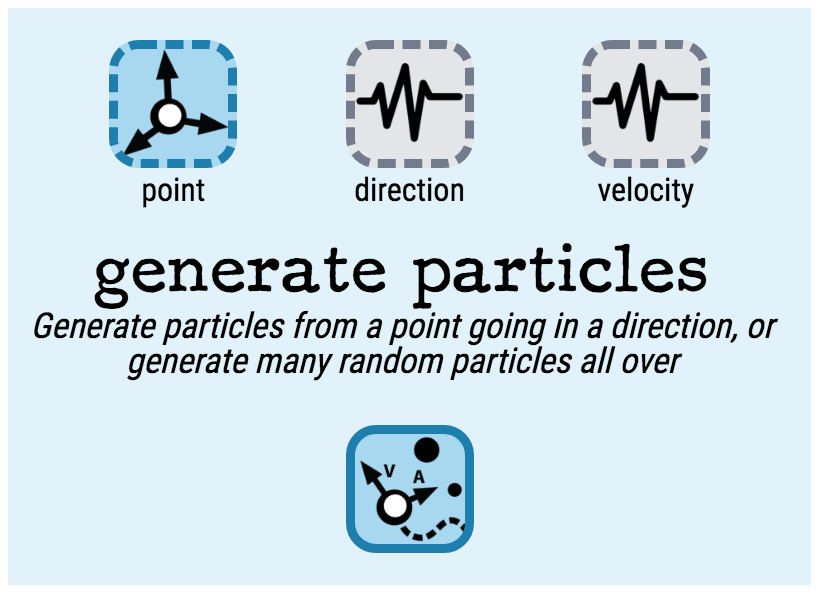 point
direction
velocity
generate particles
Generate particles from a point going in a direction, or
generate many random particles all over
V
A